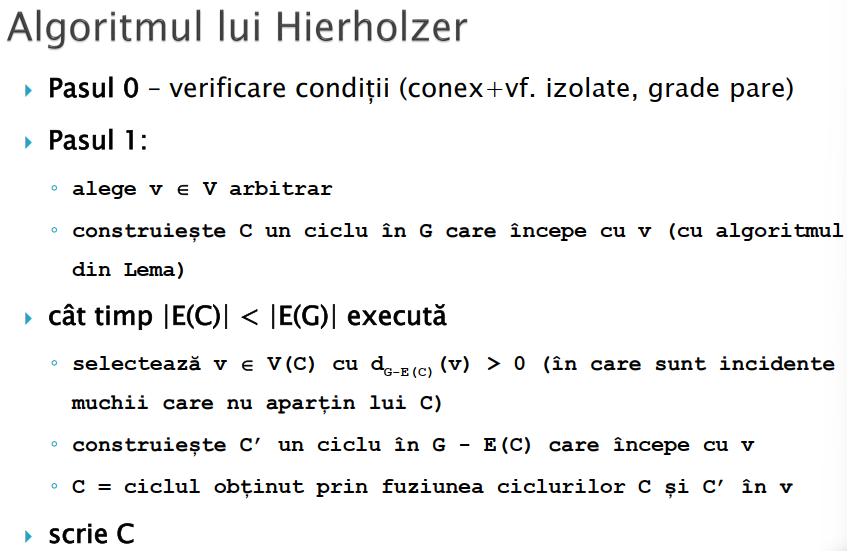 Algoritmul lui Hierholzer
Pasul 0 – verificare condiții (conex+vf. izolate, grade pare)
Pasul 1:
alege v ∈ V arbitrar
construiește C un ciclu în G care începe cu v (cu algoritmul
din Lema)
cât timp |E(C)| < |E(G)| execută
selectează v ∈ V(C) cu d_{G-E(C)}(v) > 0 (în care sunt incidente
muchii care nu aparțin lui C)
construiește C’ un ciclu în G - E(C) care începe cu v
C = ciclul obținut prin fuziunea ciclurilor C și C’ în v
scrie C